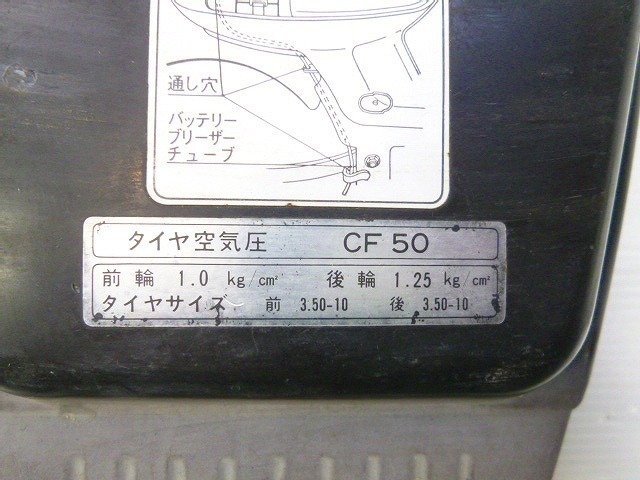 通し穴
バッテリー
ブリーザー
チューブ
タイヤ空気圧 CF50
前輪 1.0 kg/cm² 後輪 1.25 kg/cm²
タイヤサイズ 前 3.50-10 後 3.50-10